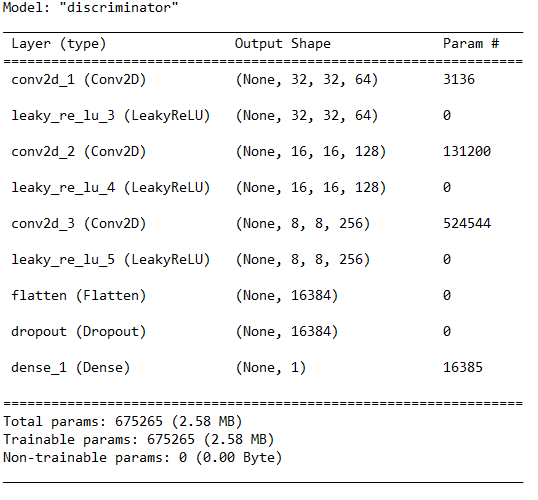 Model: "discriminator"
_________________________________________________________________
Layer (type) Output Shape Param #
=================================================================
conv2d_1 (Conv2D) (None, 32, 32, 64) 3136
leaky_re_lu_3 (LeakyReLU) (None, 32, 32, 64) 0
conv2d_2 (Conv2D) (None, 16, 16, 128) 131200
leaky_re_lu_4 (LeakyReLU) (None, 16, 16, 128) 0
conv2d_3 (Conv2D) (None, 8, 8, 256) 524544
leaky_re_lu_5 (LeakyReLU) (None, 8, 8, 256) 0
flatten (Flatten) (None, 16384) 0
dropout (Dropout) (None, 16384) 0
dense_1 (Dense) (None, 1) 16385
=================================================================
Total params: 675265 (2.58 MB)
Trainable params: 675265 (2.58 MB)
Non-trainable params: 0 (0.00 Byte)
_________________________________________________________________